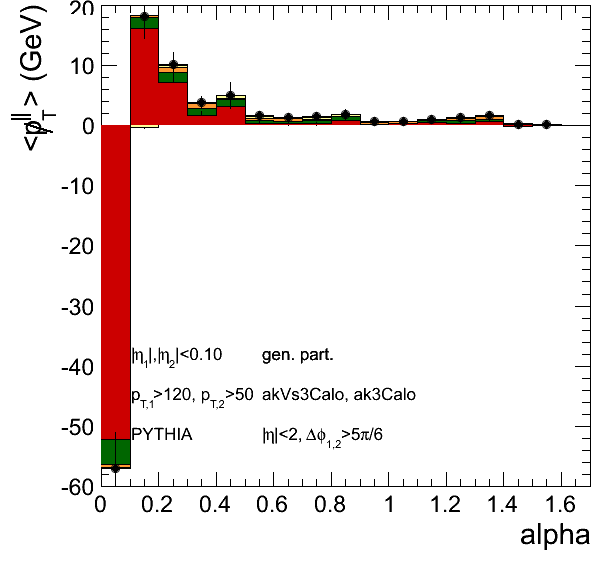 <p̸_T^||> (GeV)
20
10
0
-10
-20
-30
-40
-50
-60
|η_1|,|η_2|<0.10 gen. part.
p_T,1>120, p_T,2>50 akVs3Calo, ak3Calo
PYTHIA |η|<2, Δϕ_1,2>5π/6
0 0.2 0.4 0.6 0.8 1 1.2 1.4 1.6
alpha